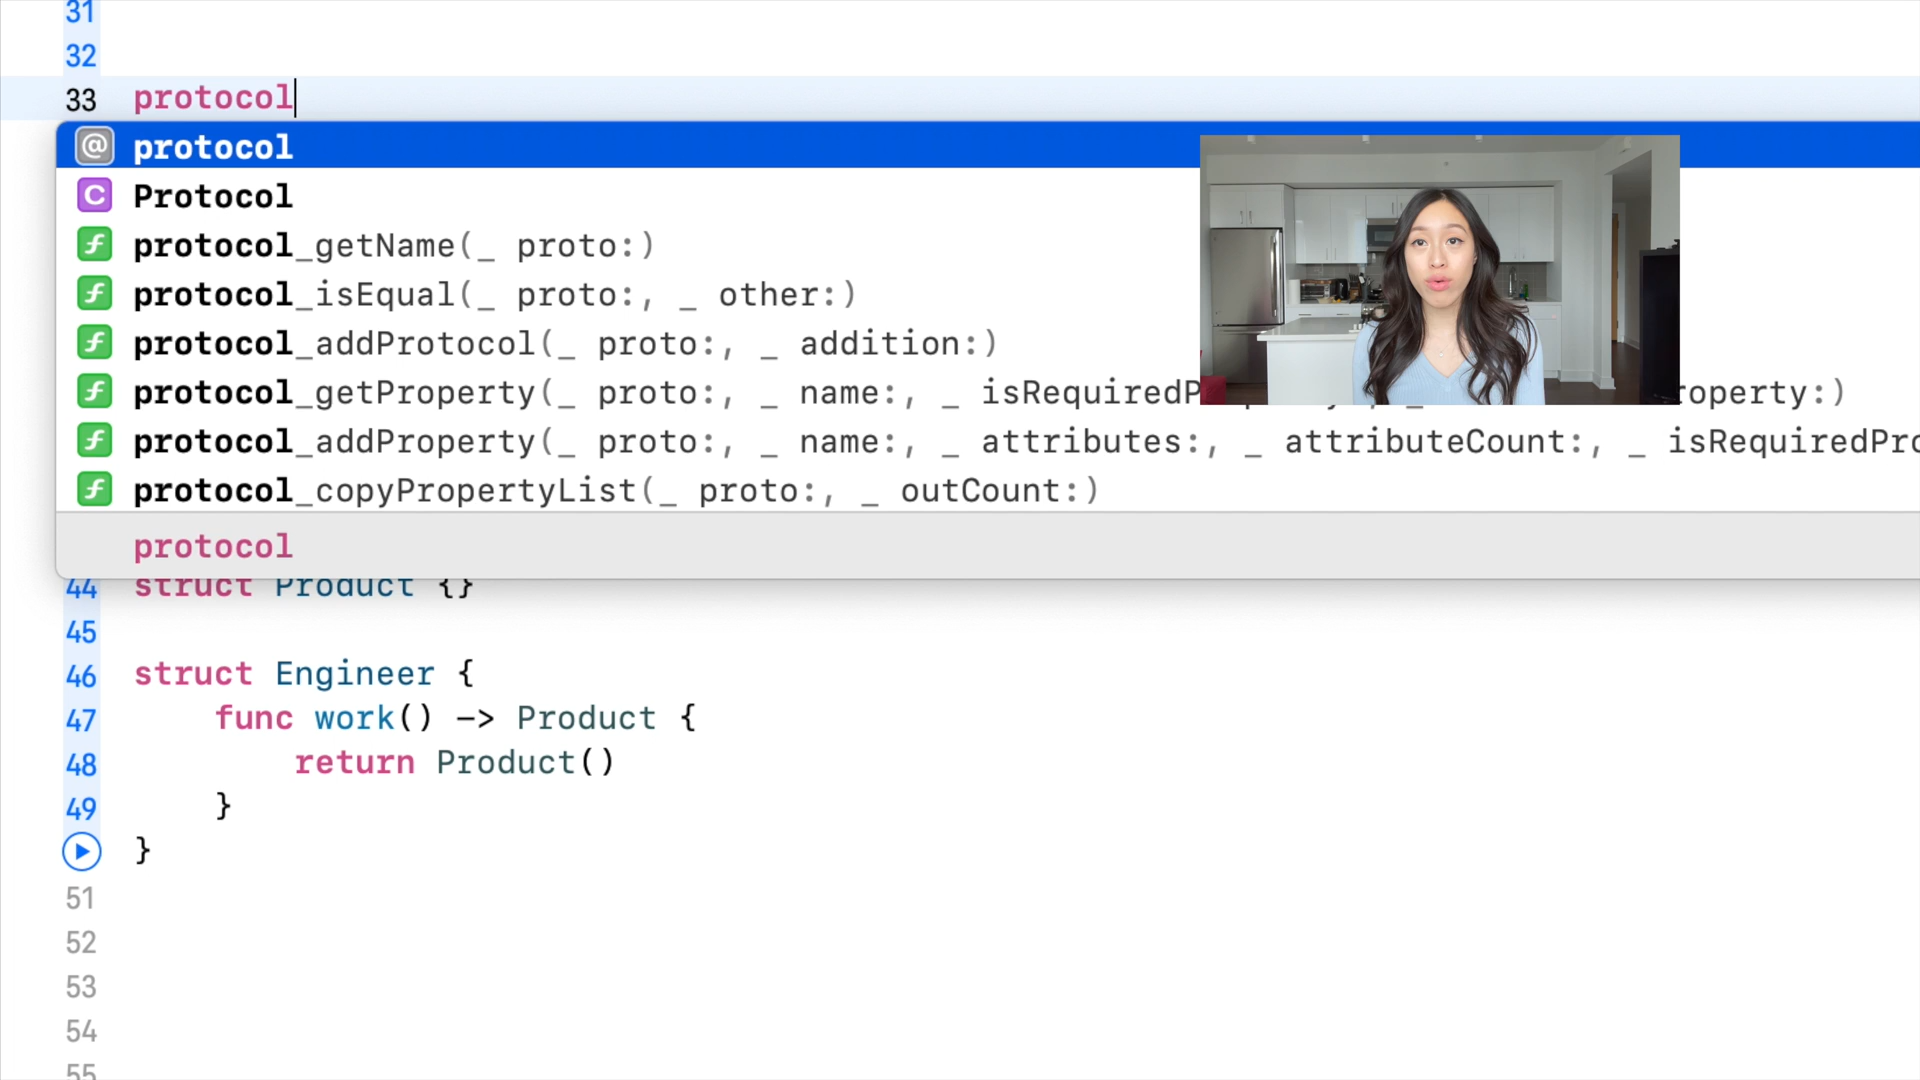 31
32
33 protocol
@ protocol
C Protocol
f protocol_getName(_ proto:)
f protocol_isEqual(_ proto:, _ other:)
f protocol_addProtocol(_ proto:, _ addition:)
f protocol_getProperty(_ proto:, _ name:, _ isRequiredP roperty:)
f protocol_addProperty(_ proto:, _ name:, _ attributes:, _ attributeCount:, _ isRequiredPro
f protocol_copyPropertyList(_ proto:, _ outCount:)
protocol
44 struct Product {}
45
46 struct Engineer {
47 func work() -> Product {
48 return Product()
49 }
}
51
52
53
54
55